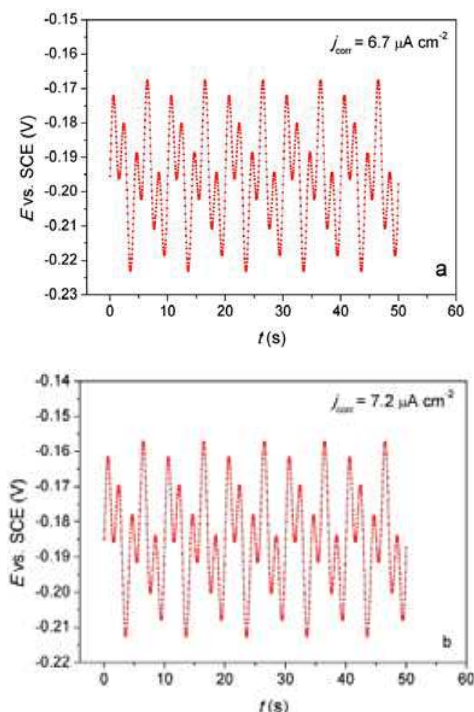 -0.15
j_corr = 6.7 μA cm⁻²
-0.16
-0.17
-0.18
-0.19
-0.20
-0.21
-0.22
-0.23
E vs. SCE (V)
a
0 10 20 30 40 50 60
t (s)
-0.14
j_corr = 7.2 μA cm⁻²
-0.15
-0.16
-0.17
-0.18
-0.19
-0.20
-0.21
-0.22
E vs. SCE (V)
b
0 10 20 30 40 50 60
t (s)